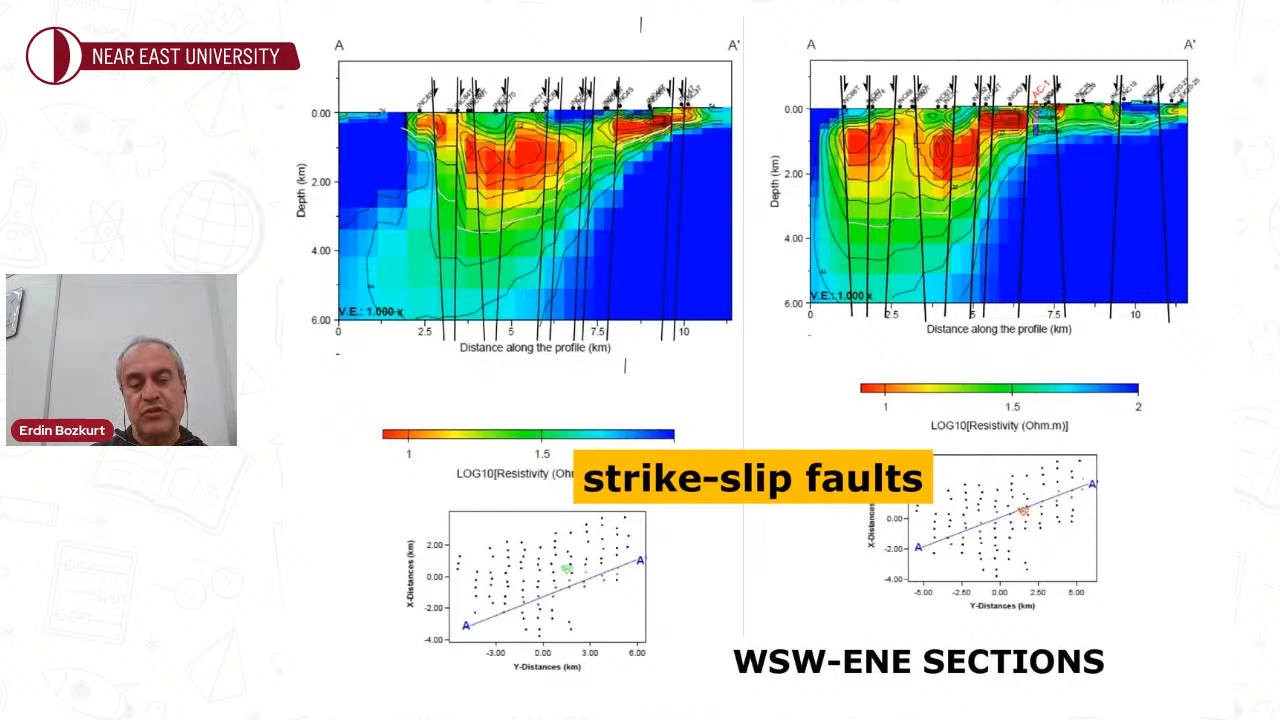 NEAR EAST UNIVERSITY
A
A'
0.00
2.00
4.00
6.00
Depth (km)
V.E.: 1.000 x
0
2.5
5
7.5
10
Distance along the profile (km)
A
A'
AC-1
0.00
2.00
4.00
6.00
Depth (km)
V.E.: 1.000 x
0
2.5
5
7.5
10
Distance along the profile (km)
1
1.5
2
LOG10[Resistivity (Ohm.m)]
Erdin Bozkurt
1
1.5
LOG10[Resistivity (Oh
strike-slip faults
2.00
0.00
-2.00
-4.00
X-Distances (km)
A
A'
-3.00
0.00
3.00
6.00
Y-Distances (km)
0.00
-2.00
-4.00
X-Distances
A
A'
-5.00
-2.50
0.00
2.50
5.00
Y-Distances (km)
WSW-ENE SECTIONS